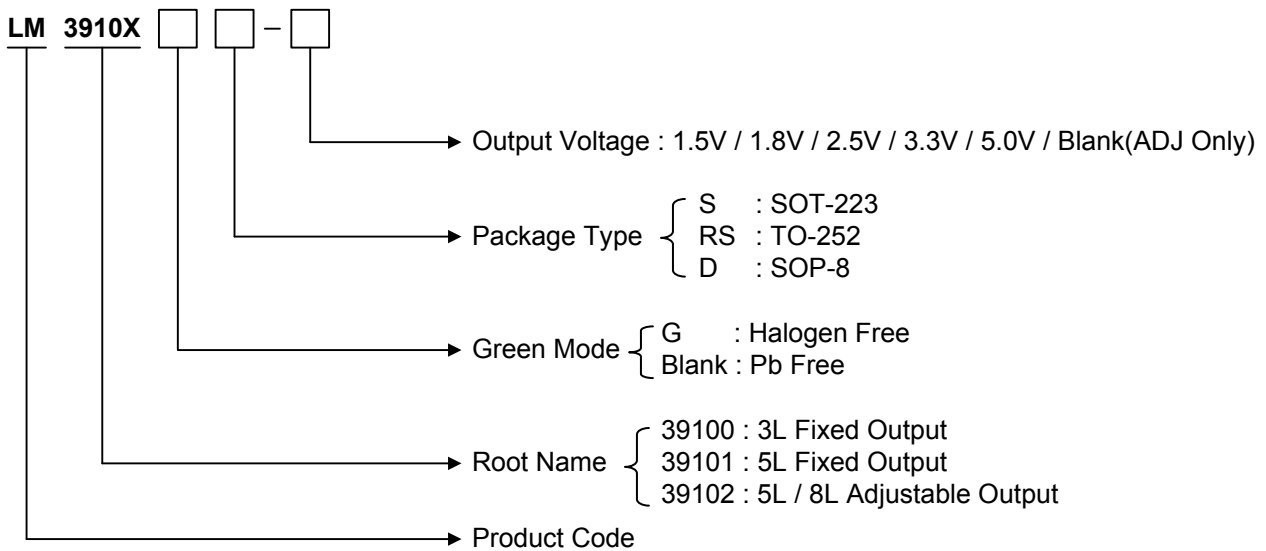 LM 3910X –
Output Voltage : 1.5V / 1.8V / 2.5V / 3.3V / 5.0V / Blank(ADJ Only)
S : SOT-223
Package Type RS : TO-252
D : SOP-8
G : Halogen Free
Green Mode
Blank : Pb Free
39100 : 3L Fixed Output
Root Name 39101 : 5L Fixed Output
39102 : 5L / 8L Adjustable Output
Product Code